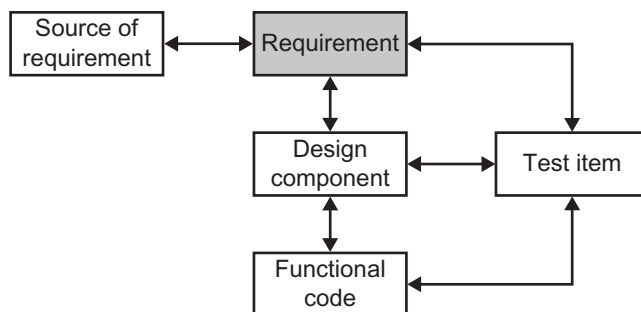 Source of
requirement
Requirement
Design
component
Test item
Functional
code